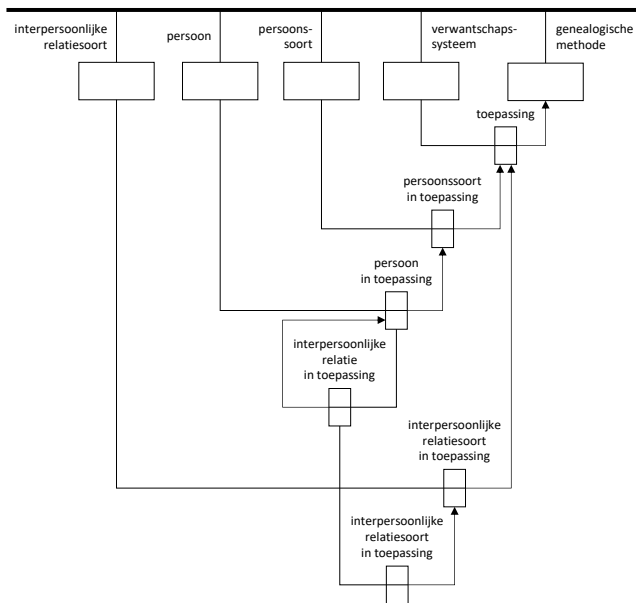 interpersoonlijke
relatiesoort
persoon
persoons-
soort
verwantschaps-
systeem
genealogische
methode
toepassing
persoonssoort
in toepassing
persoon
in toepassing
interpersoonlijke
relatie
in toepassing
interpersoonlijke
relatiesoort
in toepassing
interpersoonlijke
relatiesoort
in toepassing